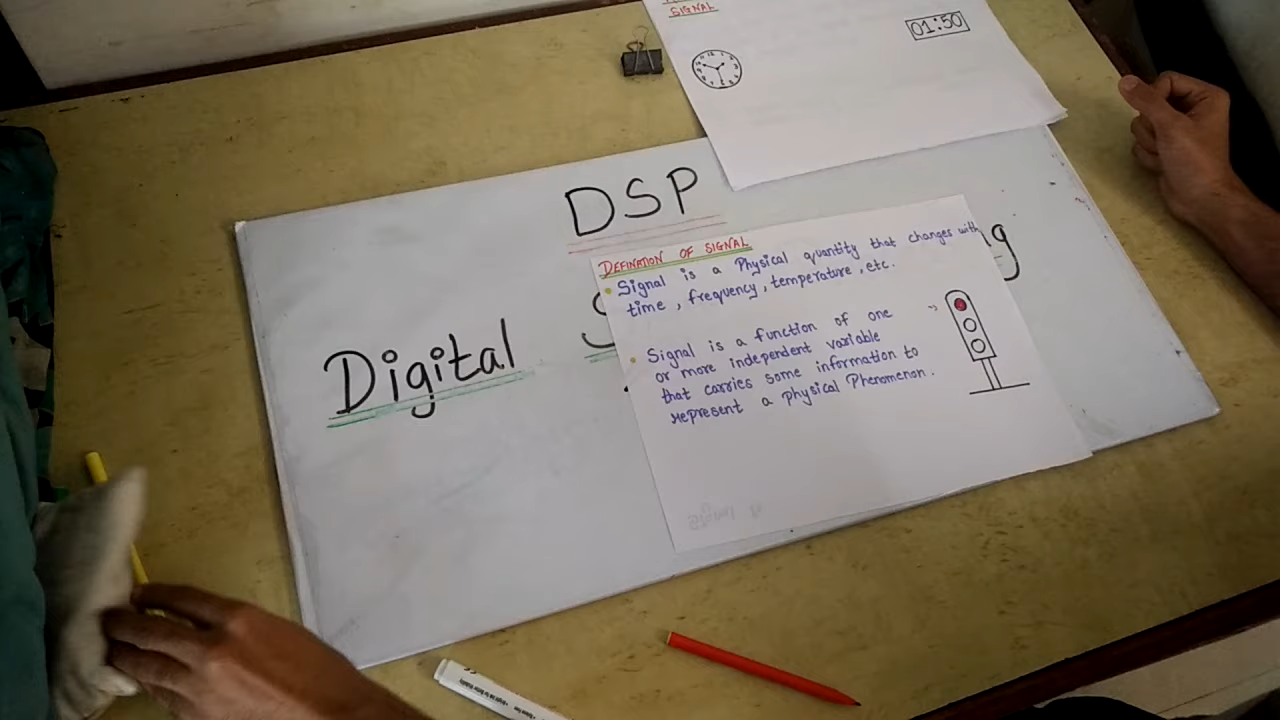 SIGNAL
01:50
DSP
Digital
DEFINATION OF SIGNAL
• Signal is a Physical quantity that changes with
time, frequency, temperature, etc.
• Signal is a function of one
or more independent variable
that carries some information to
represent a physical Phenomenon.